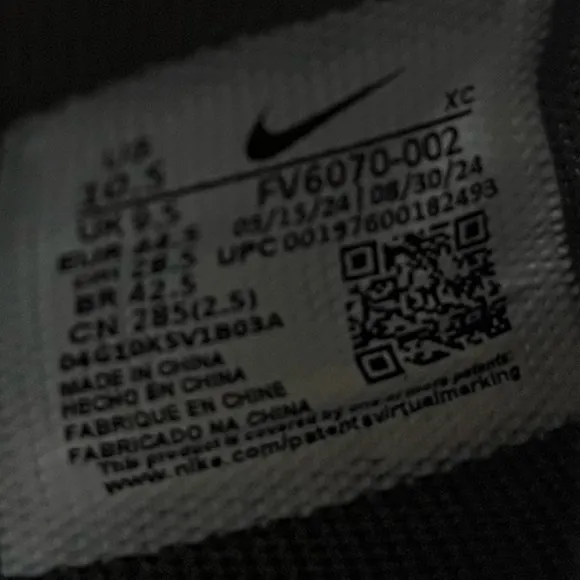 XC
US
10.5
FV6070-002
UK 9.5
05/15/24 | 08/30/24
EUR 44.5
UPC 00197600182493
CM 28.5
BR 42.5
CN 285(2.5)
04G10KSV1B03A
MADE IN CHINA
HECHO EN CHINA
FABRIQUE EN CHINE
FABRICADO NA CHINA
This product is covered by one or more patents:
www.nike.com/patentsvirtualmarking